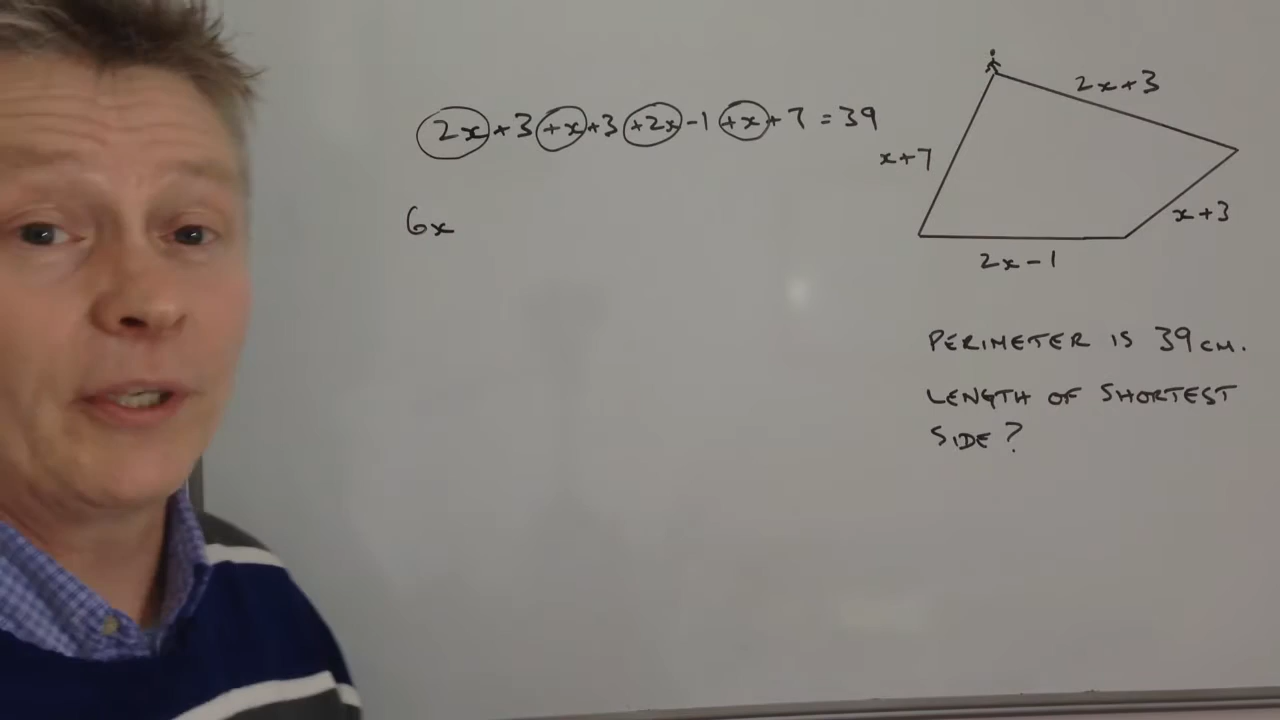 2x+3+x+3+2x-1+x+7=39
6x
2x+3
x+7
x+3
2x-1
PERIMETER IS 39cm.
LENGTH OF SHORTEST
SIDE?